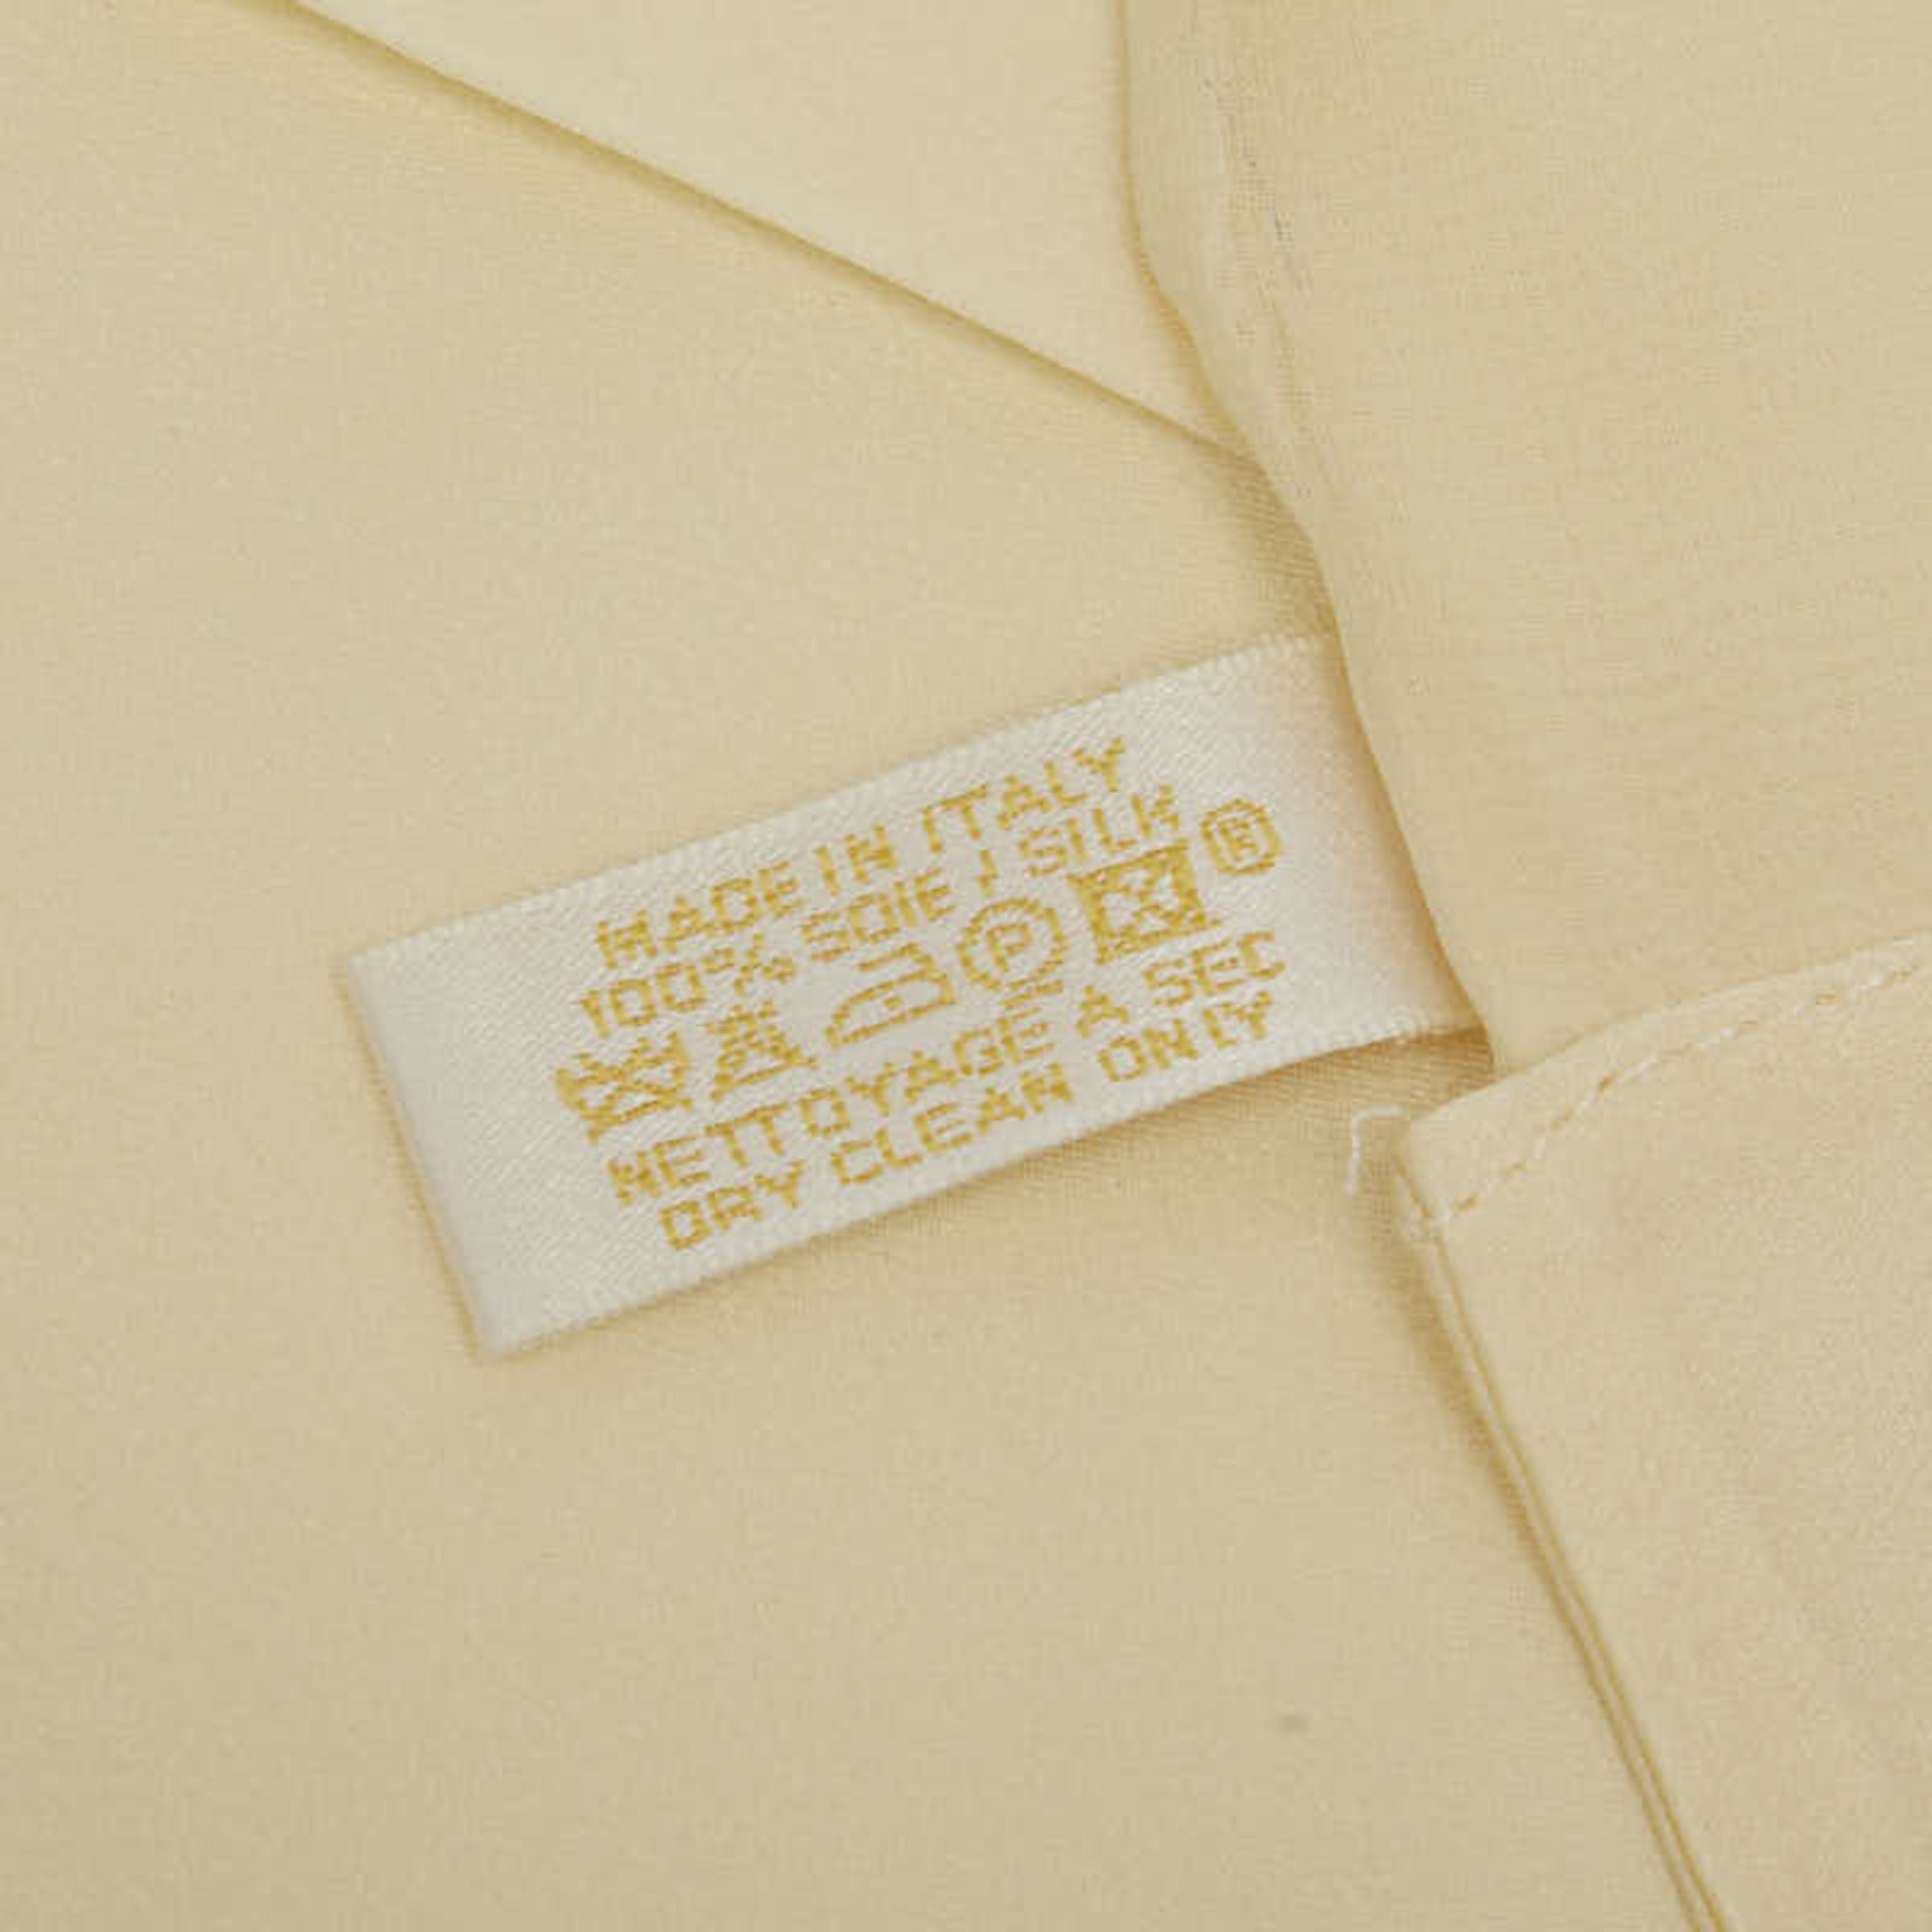 MADE IN ITALY
100% SOIE / SILK
P ®
NETTOYAGE A SEC
DRY CLEAN ONLY